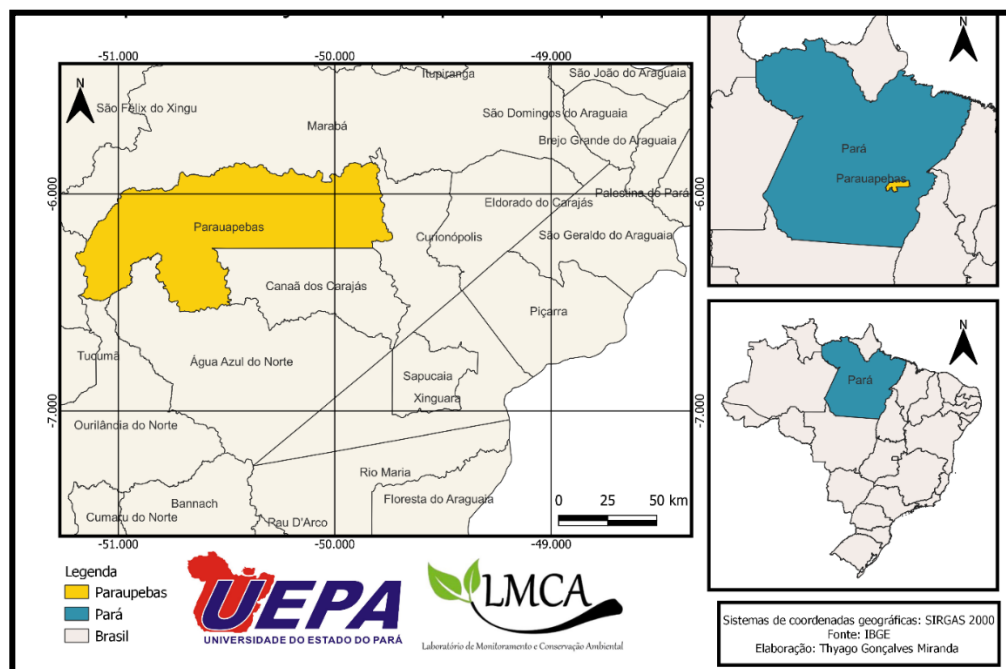 -51.000
-50.000
-49.000
N
Itupiranga
São João do Araguaia
São Félix do Xingu
São Domingos do Araguaia
Marabá
Brejo Grande do Araguaia
-6.000
-6.000
Palestina do Pará
Eldorado do Carajás
Parauapebas
Curionópolis
São Geraldo do Araguaia
Canaã dos Carajás
Piçarra
Tucumã
Água Azul do Norte
Sapucaia
Xinguara
-7.000
-7.000
Ourilândia do Norte
Rio Maria
Bannach
Floresta do Araguaia
Cumaru do Norte
Pau D'Arco
0 25 50 km
-51.000
-50.000
-49.000
N
Pará
Parauapebas
N
Pará
Legenda
Paraupebas
Pará
Brasil
UEPA
UNIVERSIDADE DO ESTADO DO PARÁ
LMCA
Laboratório de Monitoramento e Conservação Ambiental
Sistemas de coordenadas geográficas: SIRGAS 2000
Fonte: IBGE
Elaboração: Thyago Gonçalves Miranda